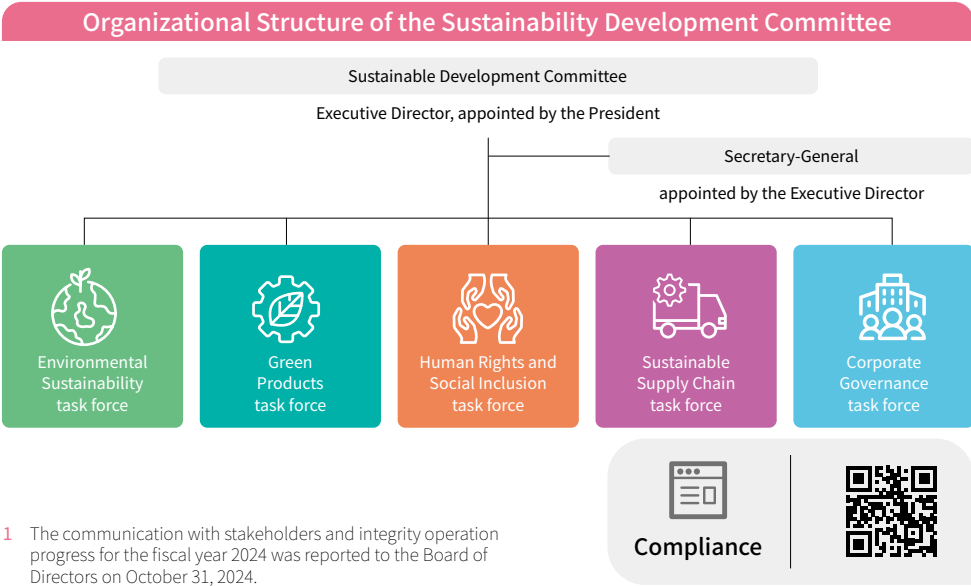 Organizational Structure of the Sustainability Development Committee
Sustainable Development Committee
Executive Director, appointed by the President
Secretary-General
appointed by the Executive Director
Environmental
Sustainability
task force
Green
Products
task force
Human Rights and
Social Inclusion
task force
Sustainable
Supply Chain
task force
Corporate
Governance
task force
Compliance
1 The communication with stakeholders and integrity operation
progress for the fiscal year 2024 was reported to the Board of
Directors on October 31, 2024.